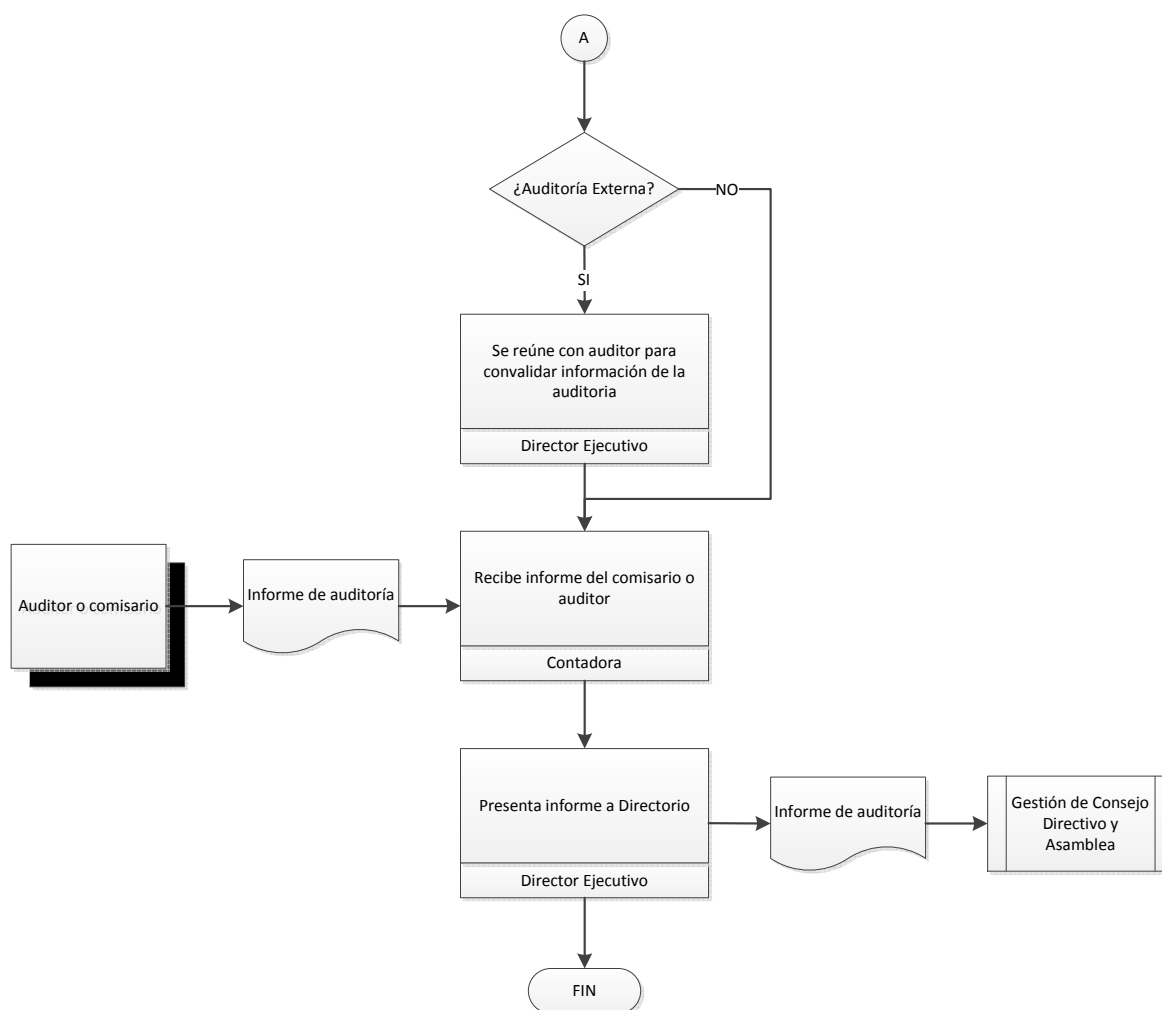 A
¿Auditoría Externa?
NO
SI
Se reúne con auditor para
convalidar información de la
auditoria
Director Ejecutivo
Auditor o comisario
Informe de auditoría
Recibe informe del comisario o
auditor
Contadora
Presenta informe a Directorio
Director Ejecutivo
Informe de auditoría
Gestión de Consejo
Directivo y
Asamblea
FIN